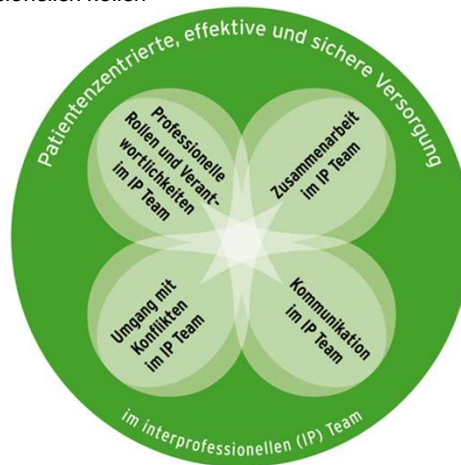 Patientenzentrierte, effektive und sichere Versorgung
Professionelle
Rollen und Verant-
wortlichkeiten
im IP Team
Zusammenarbeit
im IP Team
Umgang mit
Konflikten
im IP Team
Kommunikation
im IP Team
im interprofessionellen (IP) Team